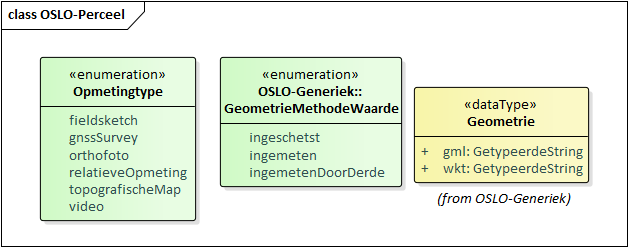 class OSLO-Perceel
«enumeration»
Opmetingtype
fieldsketch
gnssSurvey
orthofoto
relatieveOpmeting
topografischeMap
video
«enumeration»
OSLO-Generiek::
GeometrieMethodeWaarde
ingeschetst
ingemeten
ingemetenDoorDerde
«dataType»
Geometrie
+ gml: GetypeerdeString
+ wkt: GetypeerdeString
(from OSLO-Generiek)